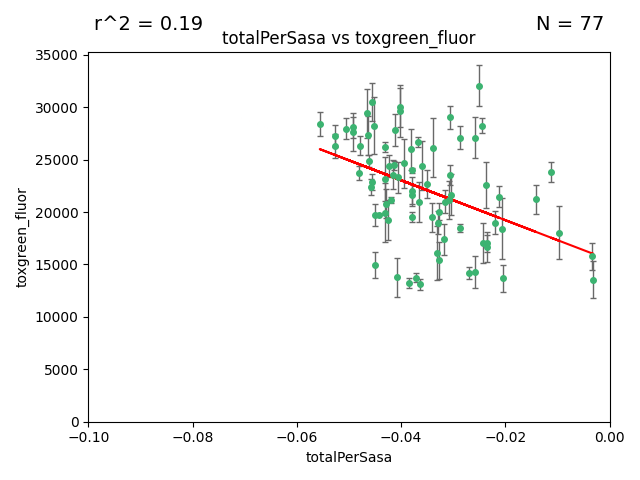 r^2 = 0.19 N = 77
totalPerSasa vs toxgreen_fluor
35000
30000
25000
20000
15000
10000
5000
0
toxgreen_fluor
−0.10 −0.08 −0.06 −0.04 −0.02 0.00
totalPerSasa